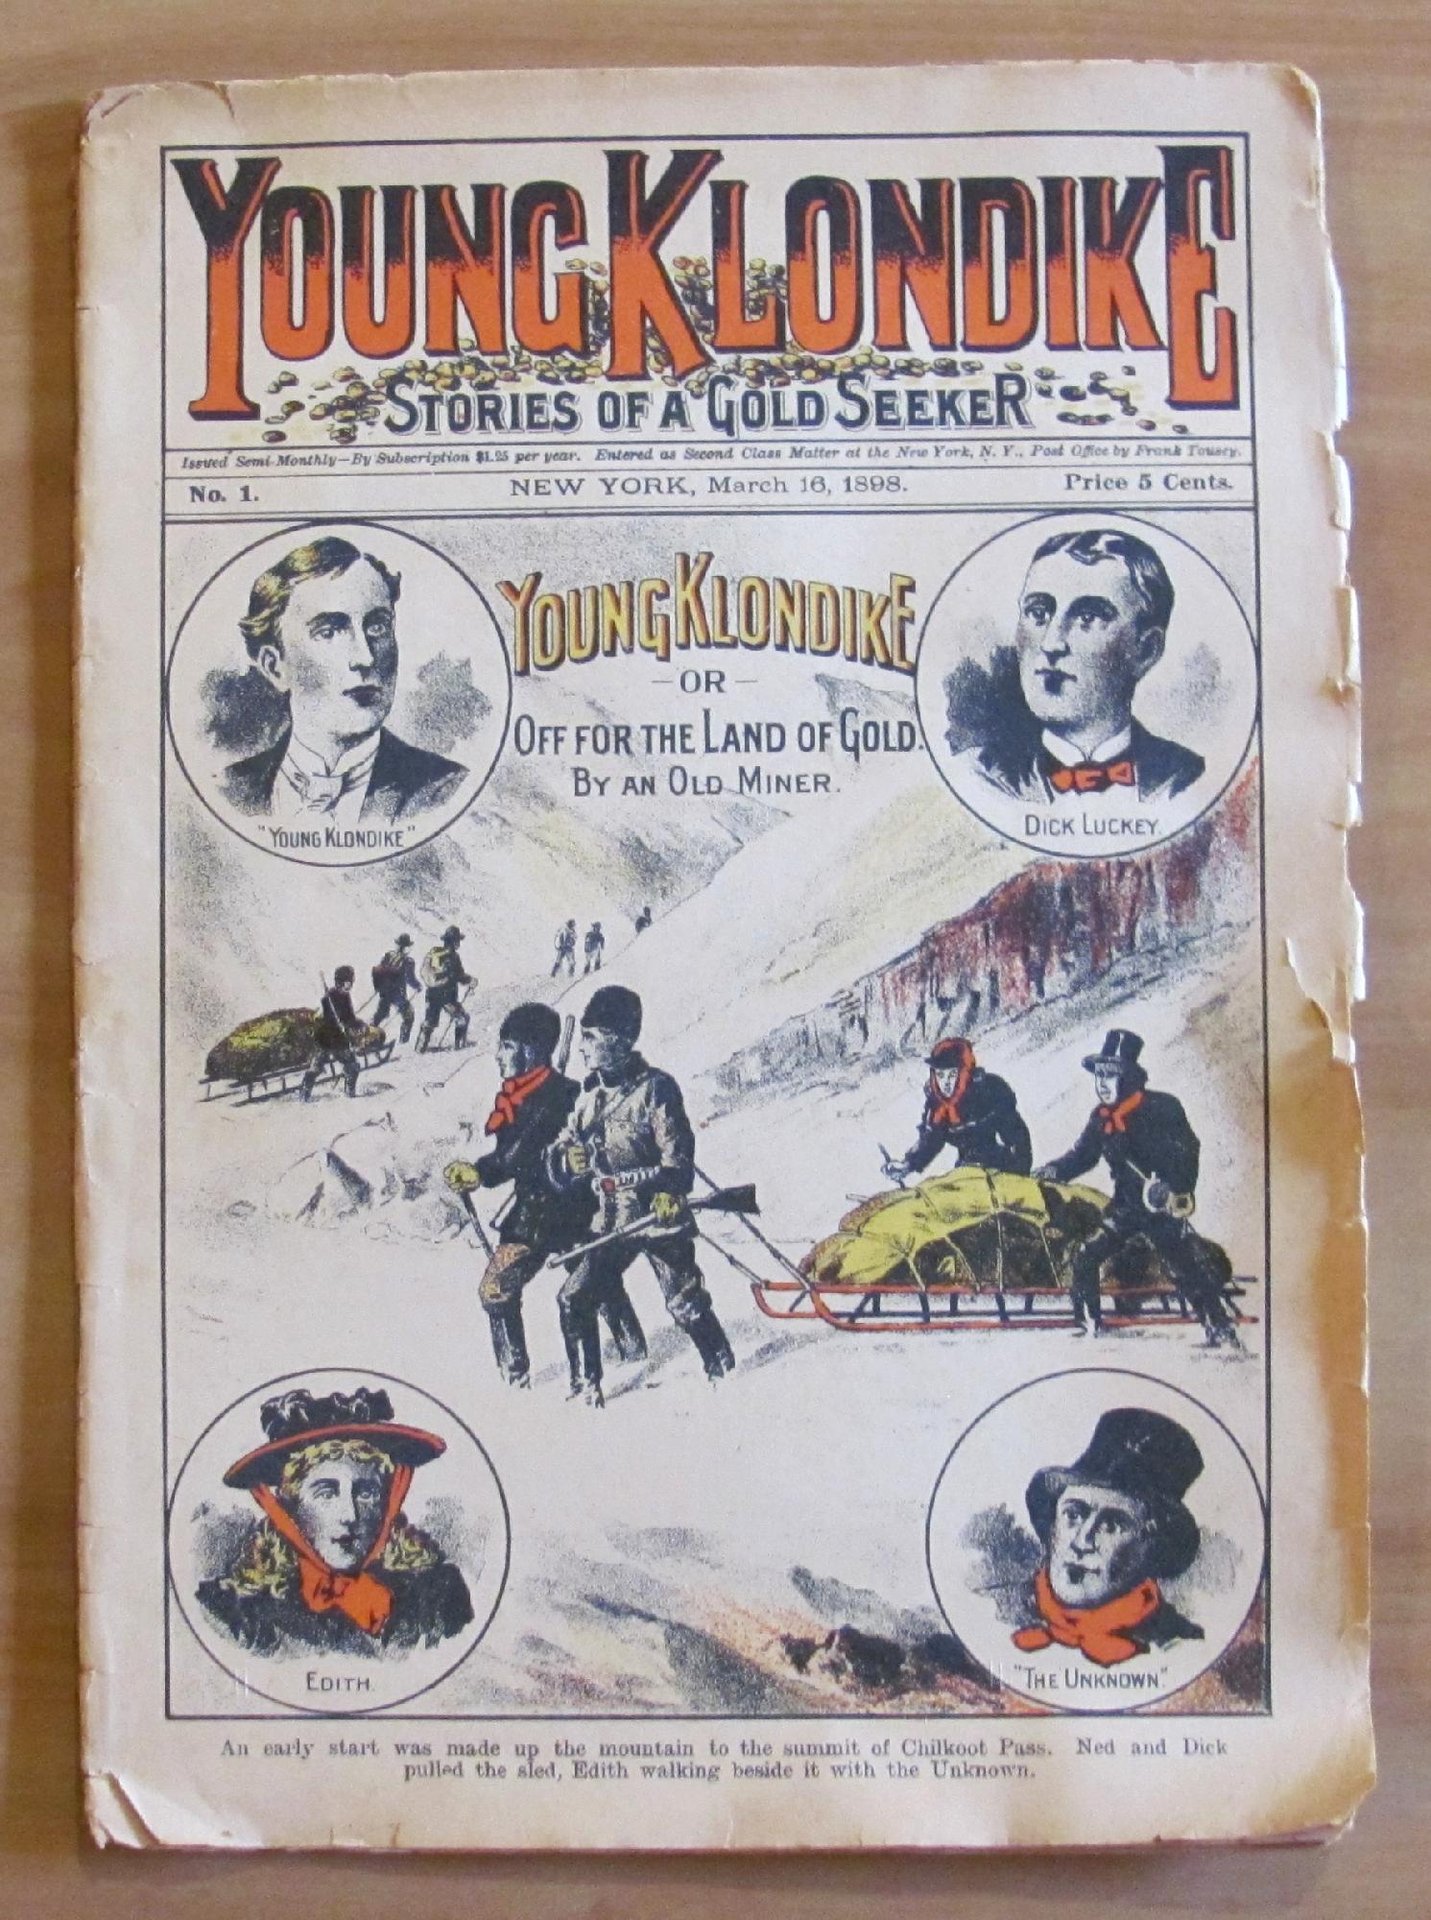 YOUNG KLONDIKE
STORIES OF A GOLD SEEKER
Issued Semi-Monthly—By Subscription $1.25 per year. Entered as Second Class Matter at the New York, N. Y., Post Office by Frank Tousey.
No. 1. NEW YORK, March 16, 1898. Price 5 Cents.
YOUNG KLONDIKE
—OR—
OFF FOR THE LAND OF GOLD.
BY AN OLD MINER.
"YOUNG KLONDIKE"
DICK LUCKEY.
EDITH.
"THE UNKNOWN".
An early start was made up the mountain to the summit of Chilkoot Pass. Ned and Dick
pulled the sled, Edith walking beside it with the Unknown.